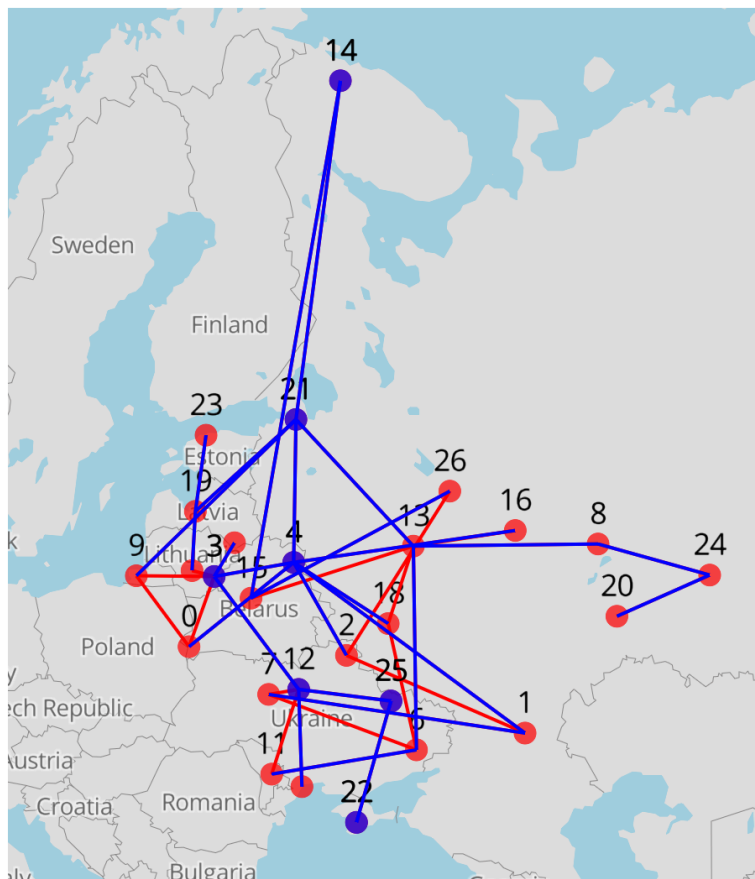 14
Sweden
Finland
21
23
Estonia
19
26
Latvia
16
13
8
4
9
3
Lithuania
24
15
20
Belarus
18
0
2
Poland
12
7
25
Ukraine
1
6
ech Republic
11
Austria
22
Romania
Croatia
Bulgaria
aly
k
y